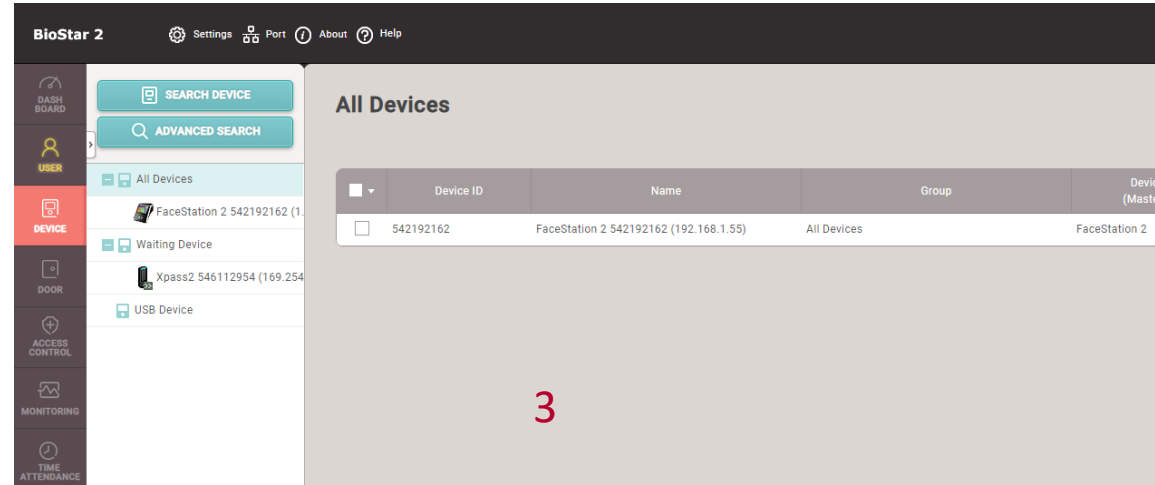 BioStar 2
Settings Port About Help
DASH
BOARD
USER
DEVICE
DOOR
ACCESS
CONTROL
MONITORING
TIME
ATTENDANCE
SEARCH DEVICE
ADVANCED SEARCH
All Devices
FaceStation 2 542192162 (1.
Waiting Device
Xpass2 546112954 (169.254
USB Device
All Devices
Device ID Name Group Devic
(Maste
542192162 FaceStation 2 542192162 (192.168.1.55) All Devices FaceStation 2
3